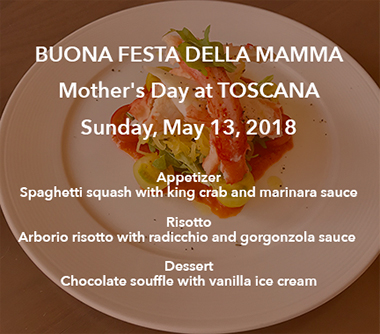 BUONA FESTA DELLA MAMMA
Mother's Day at TOSCANA
Sunday, May 13, 2018
Appetizer
Spaghetti squash with king crab and marinara sauce
Risotto
Arborio risotto with radicchio and gorgonzola sauce
Dessert
Chocolate souffle with vanilla ice cream